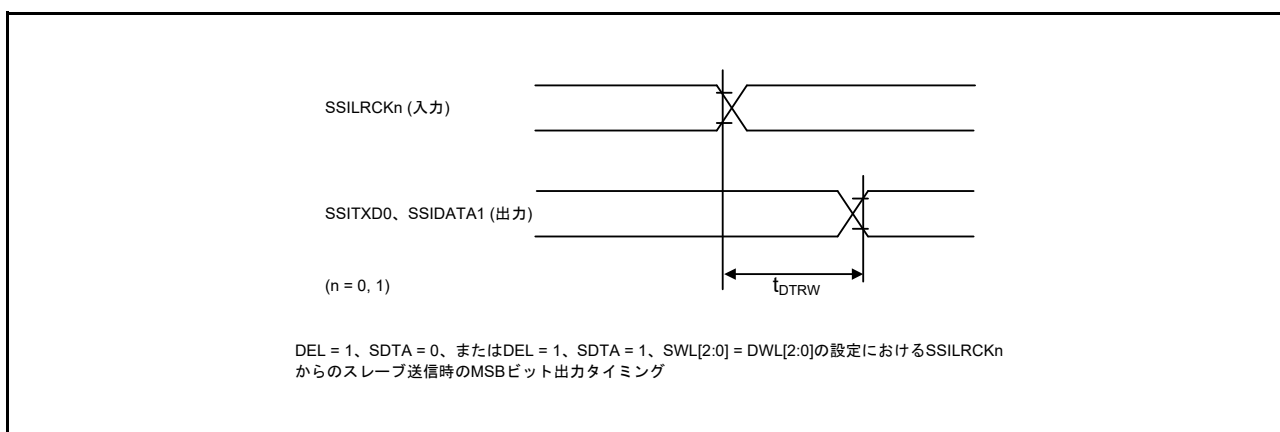 SSILRCKn (入力)
SSITXD0、SSIDATA1 (出力)
(n = 0, 1)
tDTRW
DEL = 1、SDTA = 0、またはDEL = 1、SDTA = 1、SWL[2:0] = DWL[2:0]の設定におけるSSILRCKn
からのスレーブ送信時のMSBビット出力タイミング